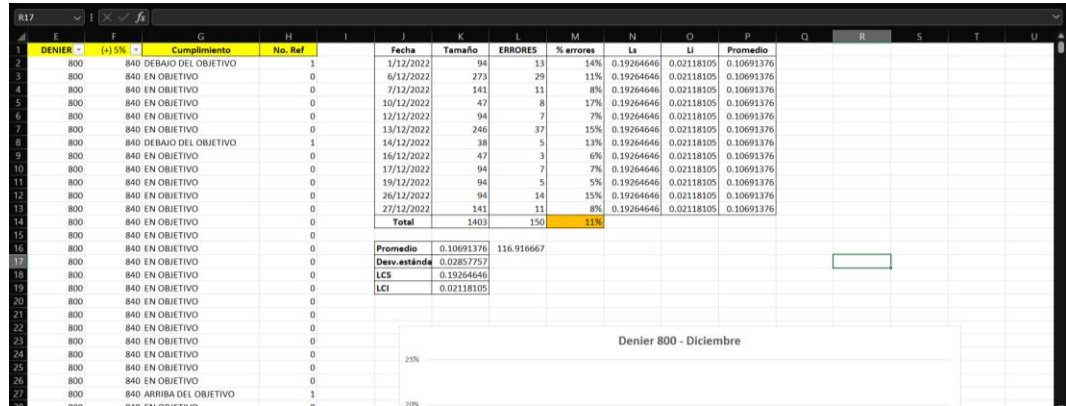 R17 fx
E F G H I J K L M N O P Q R S T U
1 DENIER (+) 5% Cumplimiento No. Ref Fecha Tamaño ERRORES % errores Ls Li Promedio
2 800 840 DEBAJO DEL OBJETIVO 1 1/12/2022 94 13 14% 0.19264646 0.02118105 0.10691376
3 800 840 EN OBJETIVO 0 6/12/2022 273 29 11% 0.19264646 0.02118105 0.10691376
4 800 840 EN OBJETIVO 0 7/12/2022 141 11 8% 0.19264646 0.02118105 0.10691376
5 800 840 EN OBJETIVO 0 10/12/2022 47 8 17% 0.19264646 0.02118105 0.10691376
6 800 840 EN OBJETIVO 0 12/12/2022 94 7 7% 0.19264646 0.02118105 0.10691376
7 800 840 EN OBJETIVO 0 13/12/2022 246 37 15% 0.19264646 0.02118105 0.10691376
8 800 840 DEBAJO DEL OBJETIVO 1 14/12/2022 38 5 13% 0.19264646 0.02118105 0.10691376
9 800 840 EN OBJETIVO 0 16/12/2022 47 3 6% 0.19264646 0.02118105 0.10691376
10 800 840 EN OBJETIVO 0 17/12/2022 94 7 7% 0.19264646 0.02118105 0.10691376
11 800 840 EN OBJETIVO 0 19/12/2022 94 5 5% 0.19264646 0.02118105 0.10691376
12 800 840 EN OBJETIVO 0 26/12/2022 94 14 15% 0.19264646 0.02118105 0.10691376
13 800 840 EN OBJETIVO 0 27/12/2022 141 11 8% 0.19264646 0.02118105 0.10691376
14 800 840 EN OBJETIVO 0 Total 1403 150 11%
15 800 840 EN OBJETIVO 0
16 800 840 EN OBJETIVO 0 Promedio 0.10691376 116.916667
17 800 840 EN OBJETIVO 0 Desv.estánda 0.02857757
18 800 840 EN OBJETIVO 0 LCS 0.19264646
19 800 840 EN OBJETIVO 0 LCI 0.02118105
20 800 840 EN OBJETIVO 0
21 800 840 EN OBJETIVO 0
22 800 840 EN OBJETIVO 0
23 800 840 EN OBJETIVO 0 Denier 800 - Diciembre
24 800 840 EN OBJETIVO 0 25%
25 800 840 EN OBJETIVO 0
26 800 840 EN OBJETIVO 0
27 800 840 ARRIBA DEL OBJETIVO 1
20%